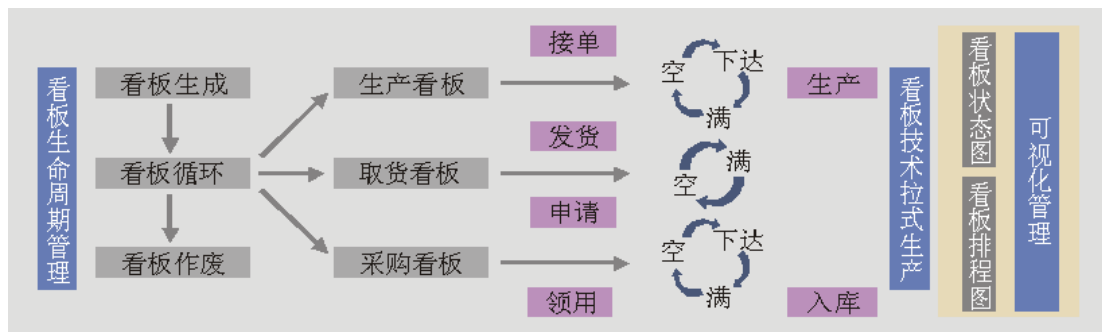 看板生命周期管理
看板生成
看板循环
看板作废
生产看板
取货看板
采购看板
接单
发货
申请
领用
空
下达
满
空
满
空
下达
满
生产
入库
看板技术拉式生产
看板状态图
看板排程图
可视化管理